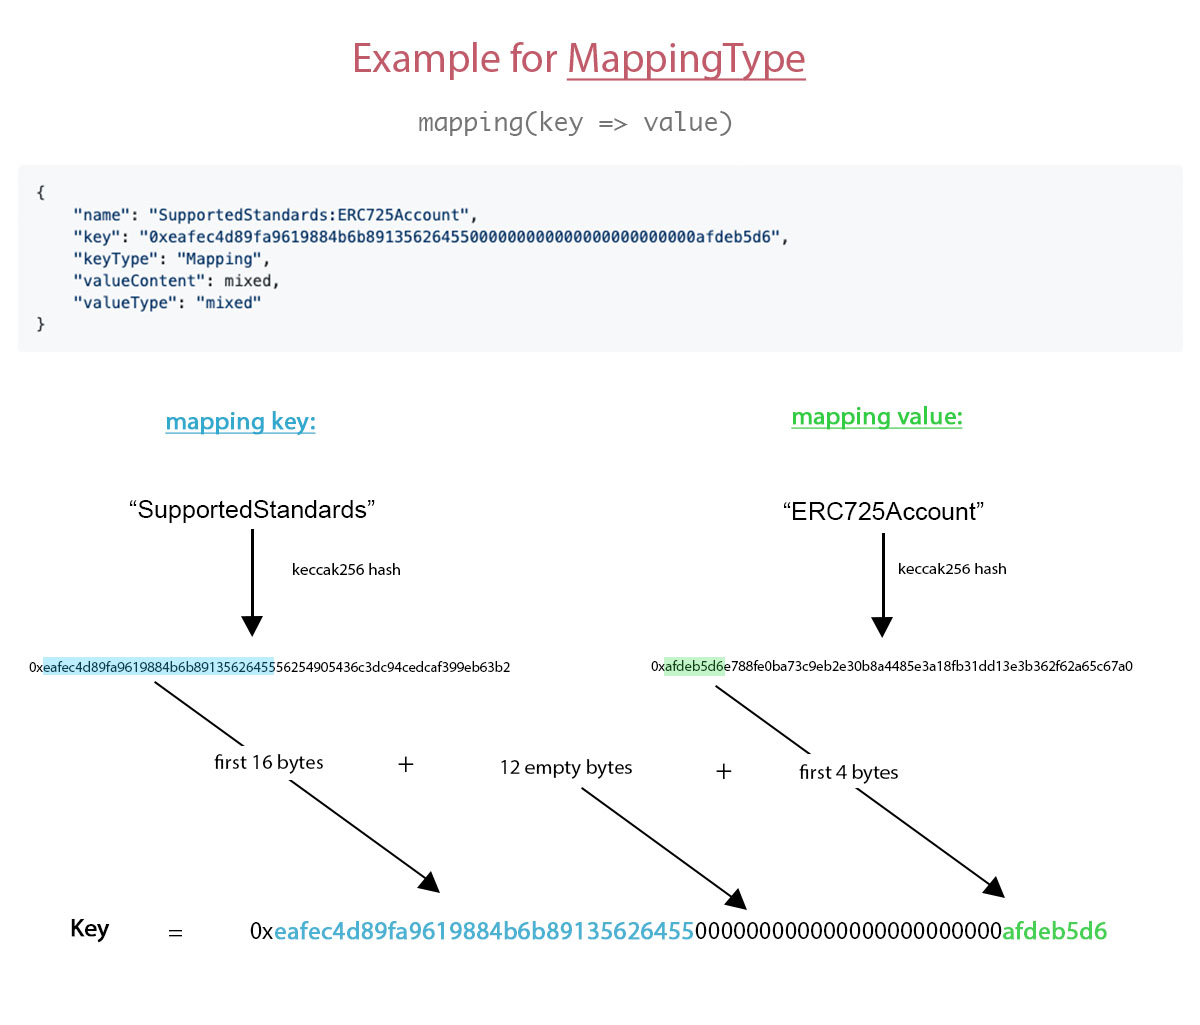 Example for MappingType
mapping(key => value)
{
"name": "SupportedStandards:ERC725Account",
"key": "0xeafec4d89fa9619884b6b89135626455000000000000000000000000afdeb5d6",
"keyType": "Mapping",
"valueContent": mixed,
"valueType": "mixed"
}
mapping key:
mapping value:
“SupportedStandards”
“ERC725Account”
keccak256 hash
keccak256 hash
0xeafec4d89fa9619884b6b8913562645556254905436c3dc94cedcaf399eb63b2
0xafdeb5d6e788fe0ba73c9eb2e30b8a4485e3a18fb31dd13e3b362f62a65c67a0
first 16 bytes + 12 empty bytes + first 4 bytes
Key = 0xeafec4d89fa9619884b6b89135626455000000000000000000000000afdeb5d6